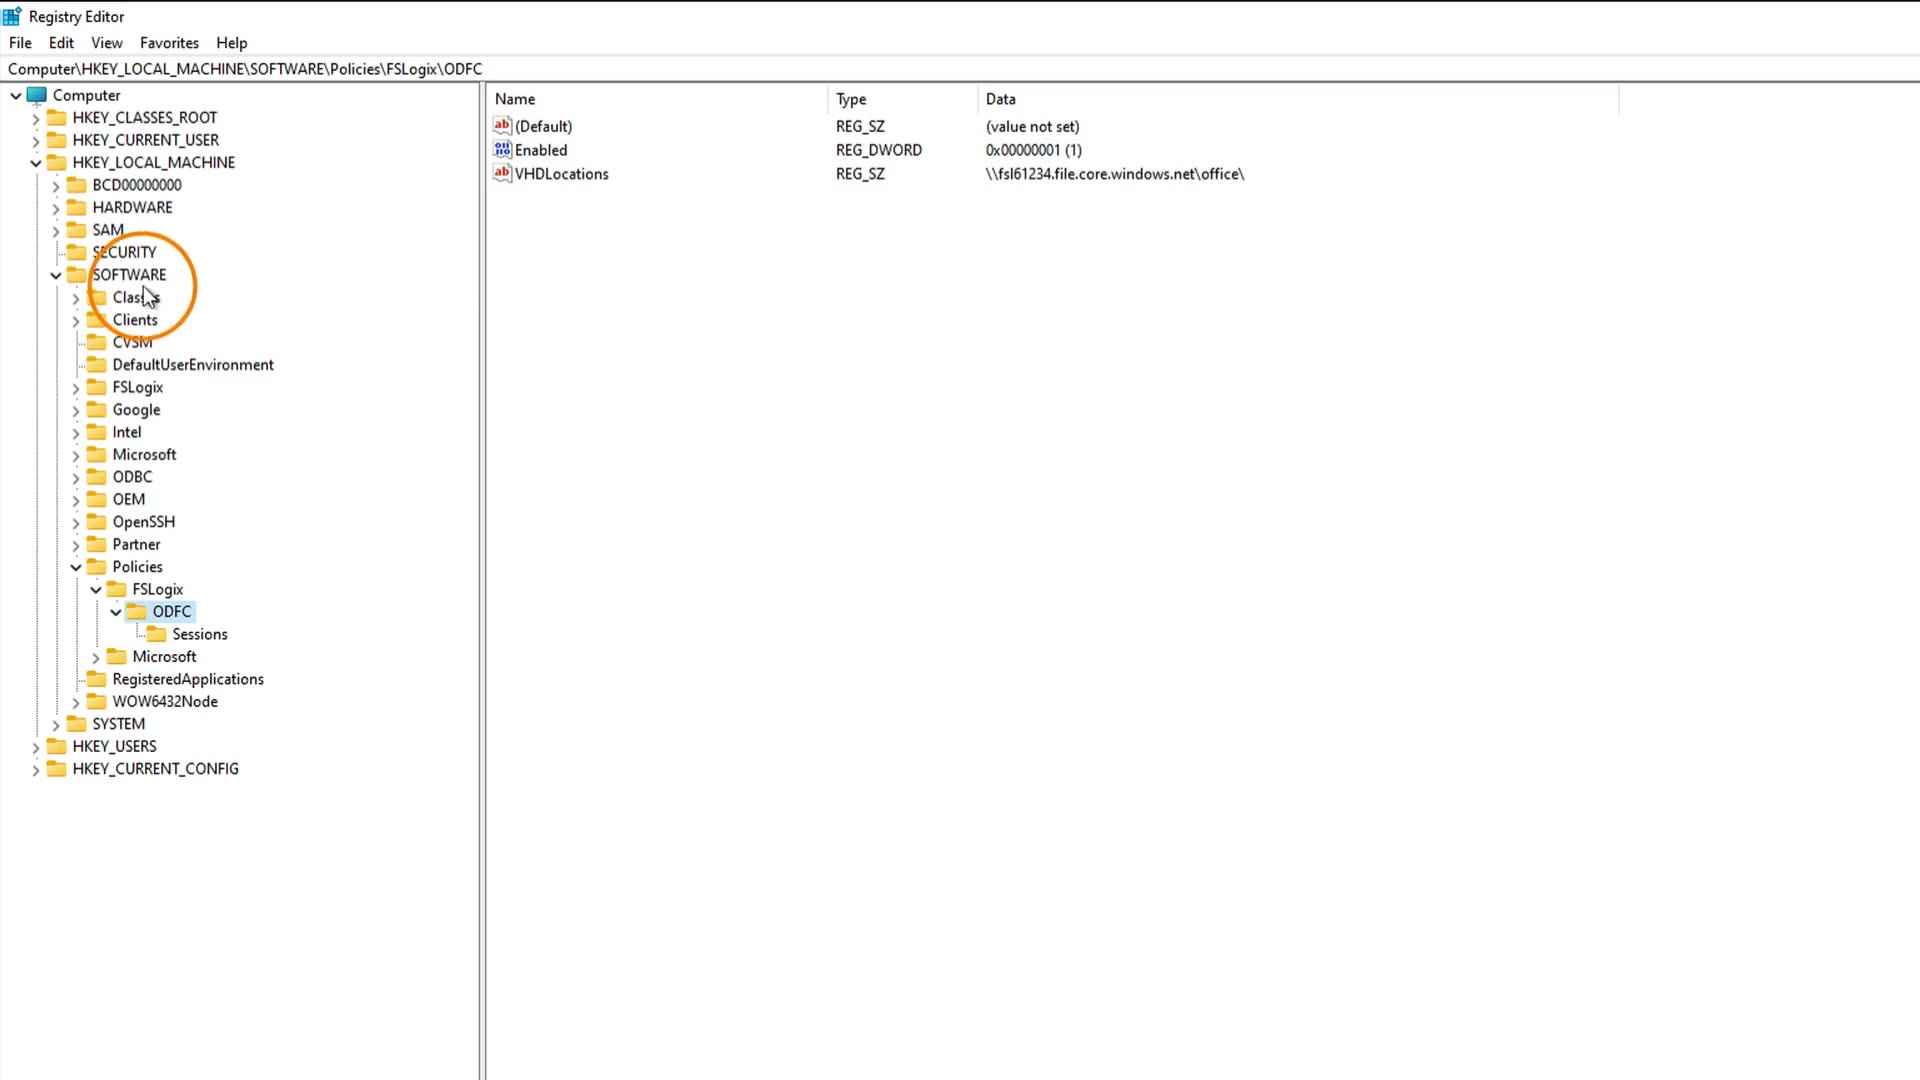 Registry Editor
File Edit View Favorites Help
Computer\HKEY_LOCAL_MACHINE\SOFTWARE\Policies\FSLogix\ODFC
Computer
HKEY_CLASSES_ROOT
HKEY_CURRENT_USER
HKEY_LOCAL_MACHINE
BCD00000000
HARDWARE
SAM
SECURITY
SOFTWARE
Classes
Clients
CVSM
DefaultUserEnvironment
FSLogix
Google
Intel
Microsoft
ODBC
OEM
OpenSSH
Partner
Policies
FSLogix
ODFC
Sessions
Microsoft
RegisteredApplications
WOW6432Node
SYSTEM
HKEY_USERS
HKEY_CURRENT_CONFIG
Name Type Data
(Default) REG_SZ (value not set)
Enabled REG_DWORD 0x00000001 (1)
VHDLocations REG_SZ \\fsl61234.file.core.windows.net\office\